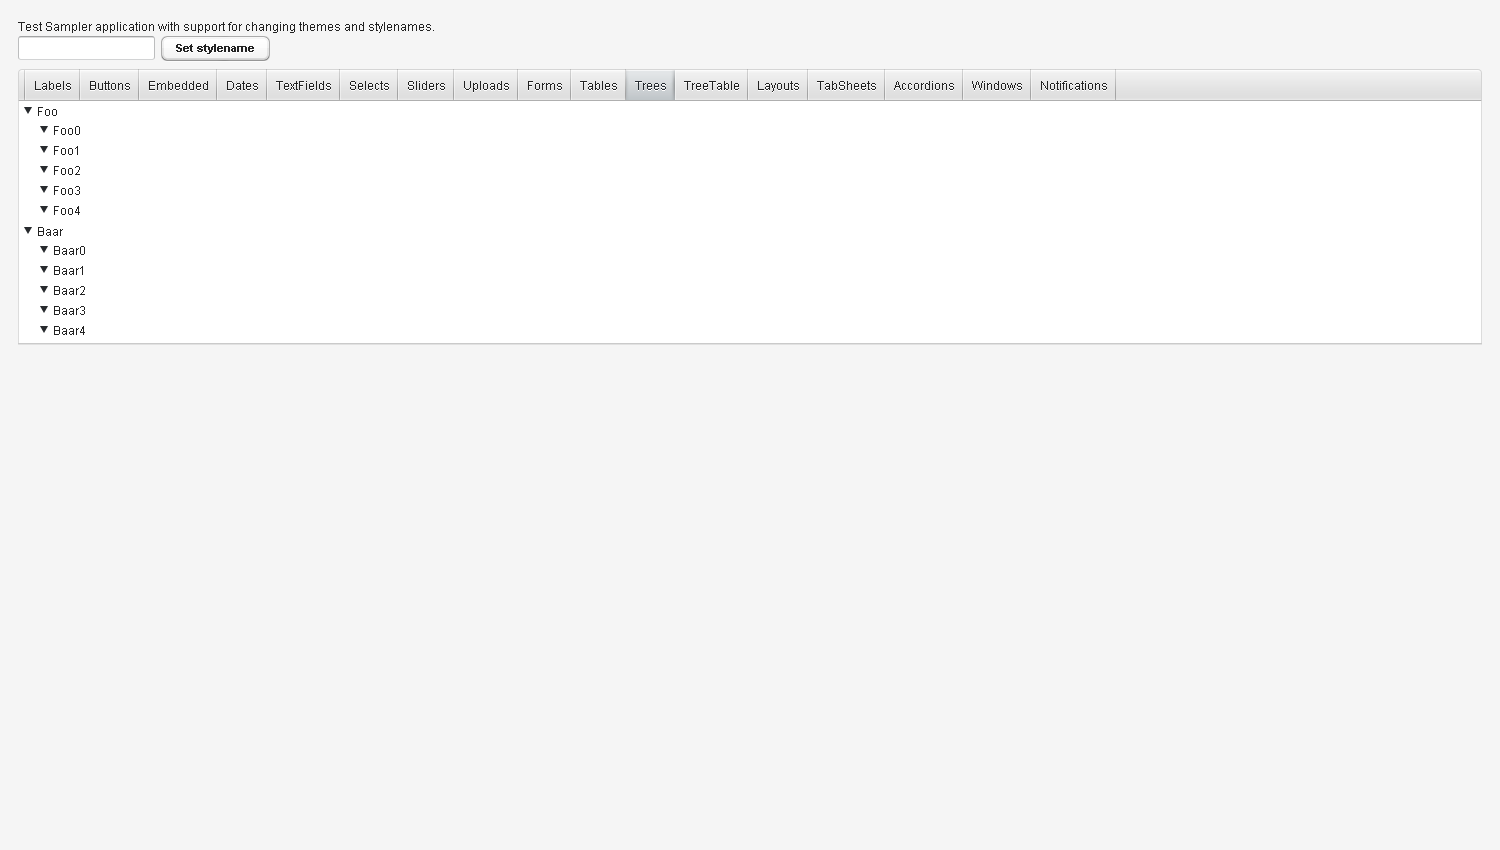 Test Sampler application with support for changing themes and stylenames.
Set stylename
Labels Buttons Embedded Dates TextFields Selects Sliders Uploads Forms Tables Trees TreeTable Layouts TabSheets Accordions Windows Notifications
Foo
Foo0
Foo1
Foo2
Foo3
Foo4
Baar
Baar0
Baar1
Baar2
Baar3
Baar4